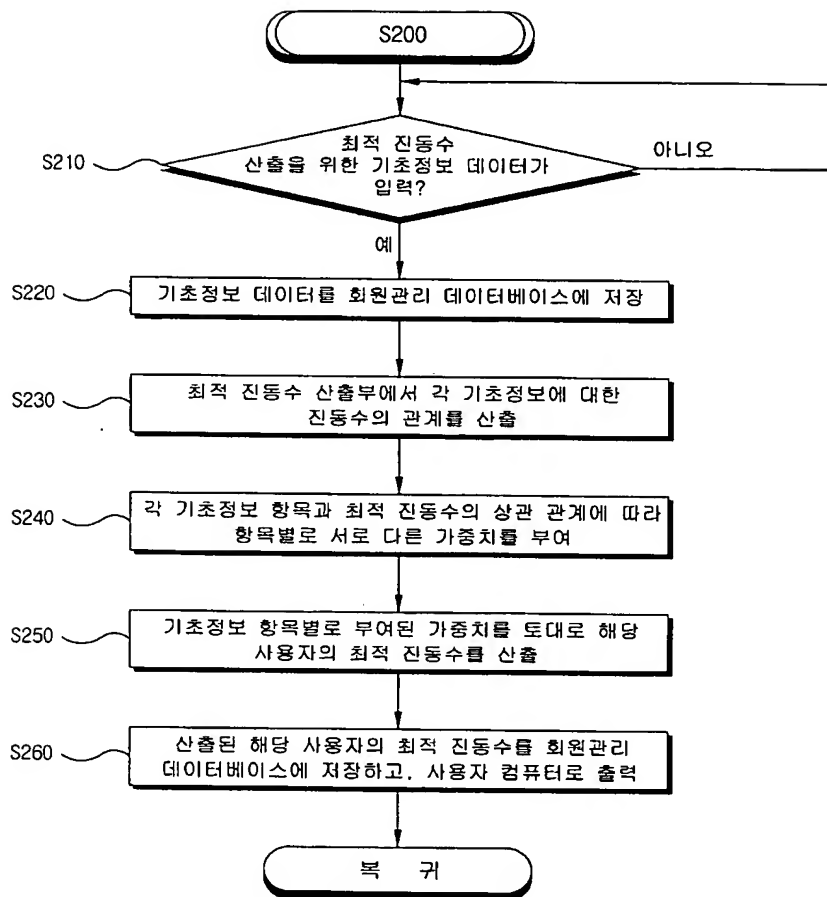 S200
최적 진동수
산출을 위한 기초정보 데이터가
입력?
S210
아니오
예
S220
기초정보 데이터를 회원관리 데이터베이스에 저장
S230
최적 진동수 산출부에서 각 기초정보에 대한
진동수의 관계를 산출
S240
각 기초정보 항목과 최적 진동수의 상관 관계에 따라
항목별로 서로 다른 가중치를 부여
S250
기초정보 항목별로 부여된 가중치를 토대로 해당
사용자의 최적 진동수를 산출
S260
산출된 해당 사용자의 최적 진동수를 회원관리
데이터베이스에 저장하고, 사용자 컴퓨터로 출력
복 귀